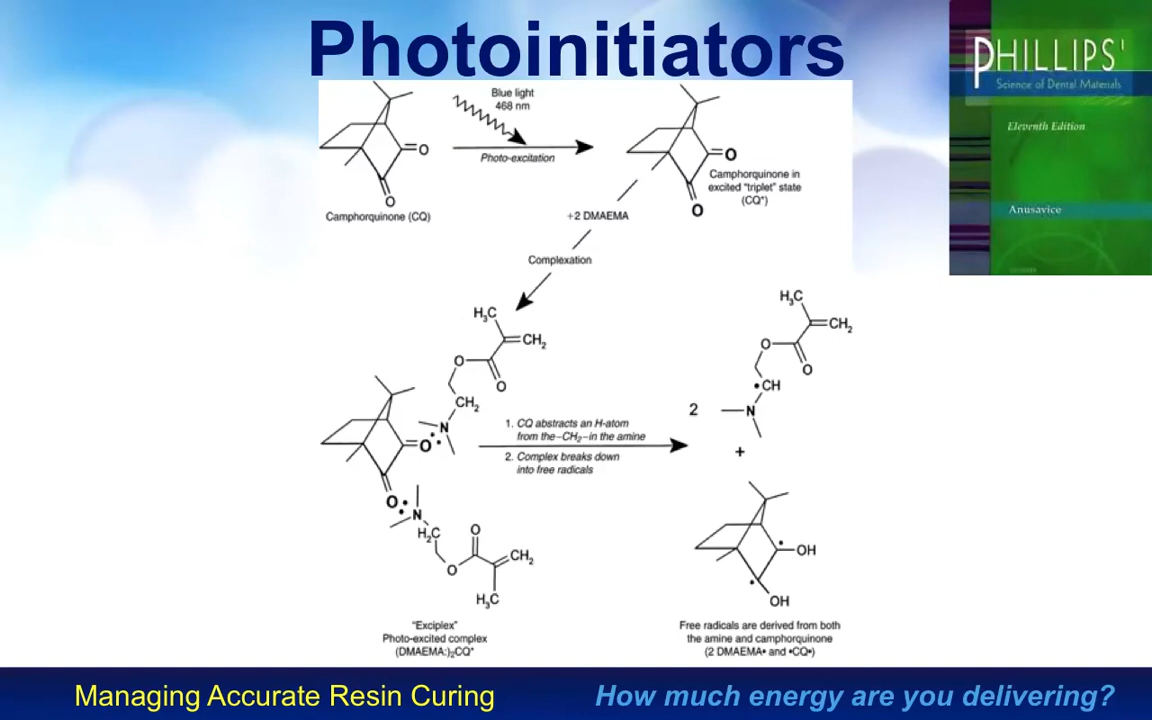 Photoinitiators
PHILLIPS'
Science of Dental Materials
Eleventh Edition
Anusavice
Blue light
468 nm
Photo-excitation
O
O
Camphorquinone (CQ)
O
O
Camphorquinone in
excited "triplet" state
(CQ*)
+2 DMAEMA
Complexation
H3C
CH2
O
O
CH2
N
O
O
N
H2C
O
CH2
O
H3C
"Exciplex"
Photo-excited complex
(DMAEMA:)2CQ*
1. CQ abstracts an H-atom
from the–CH2–in the amine
2. Complex breaks down
into free radicals
H3C
CH2
O
O
•CH
2
N
+
OH
OH
Free radicals are derived from both
the amine and camphorquinone
(2 DMAEMA• and •CQ•)
Managing Accurate Resin Curing
How much energy are you delivering?